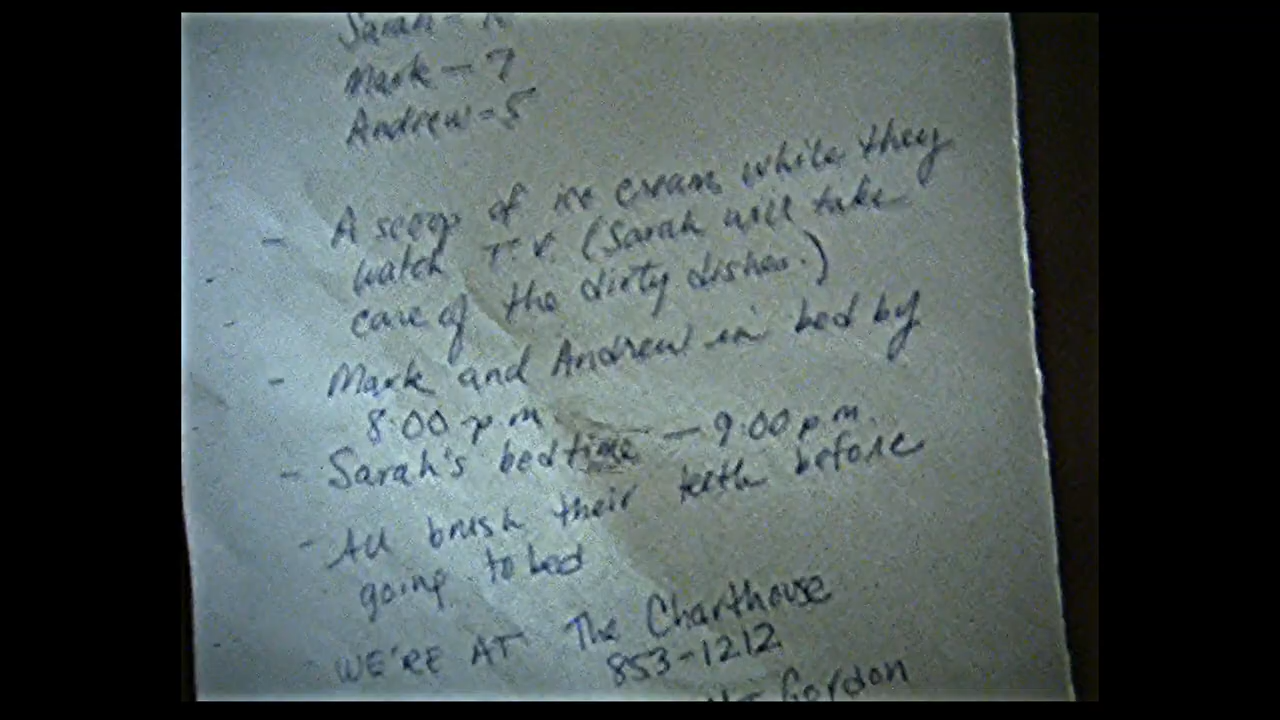 Sarah -
Mark - 7
Andrew - 5
- A scoop of ice cream while they
watch T.V. (Sarah will take
care of the dirty dishes.)
- Mark and Andrew in bed by
8:00 p.m
- Sarah's bedtime - 9:00 p.m.
- All brush their teeth before
going to bed
WE'RE AT The Charthouse
853-1212
Gordon